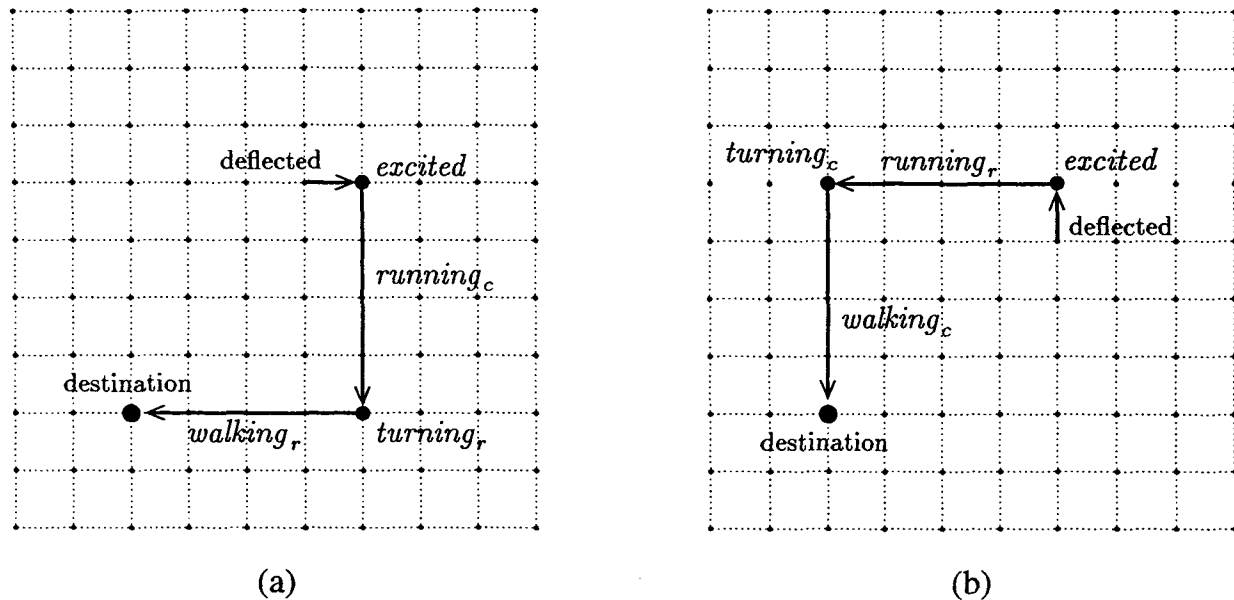 deflected
excited
running_c
destination
walking_r
turning_r
(a)
turning_c
running_r
excited
deflected
walking_c
destination
(b)